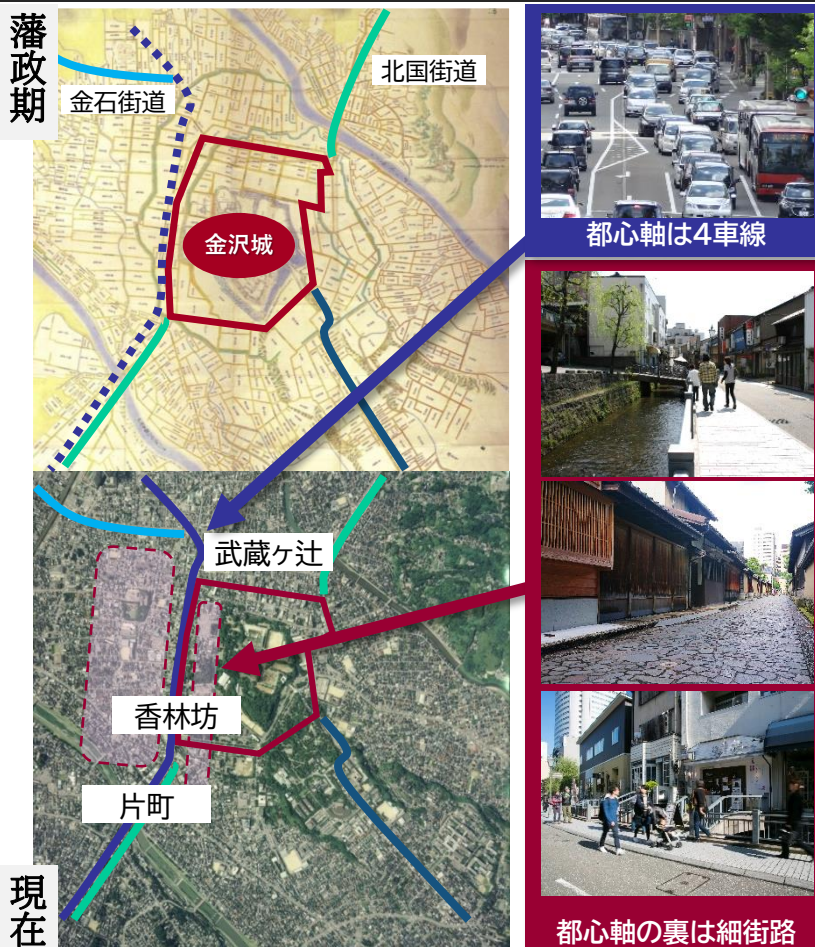 藩政期
金石街道
北国街道
金沢城
都心軸は4車線
武蔵ヶ辻
香林坊
片町
現在
都心軸の裏は細街路